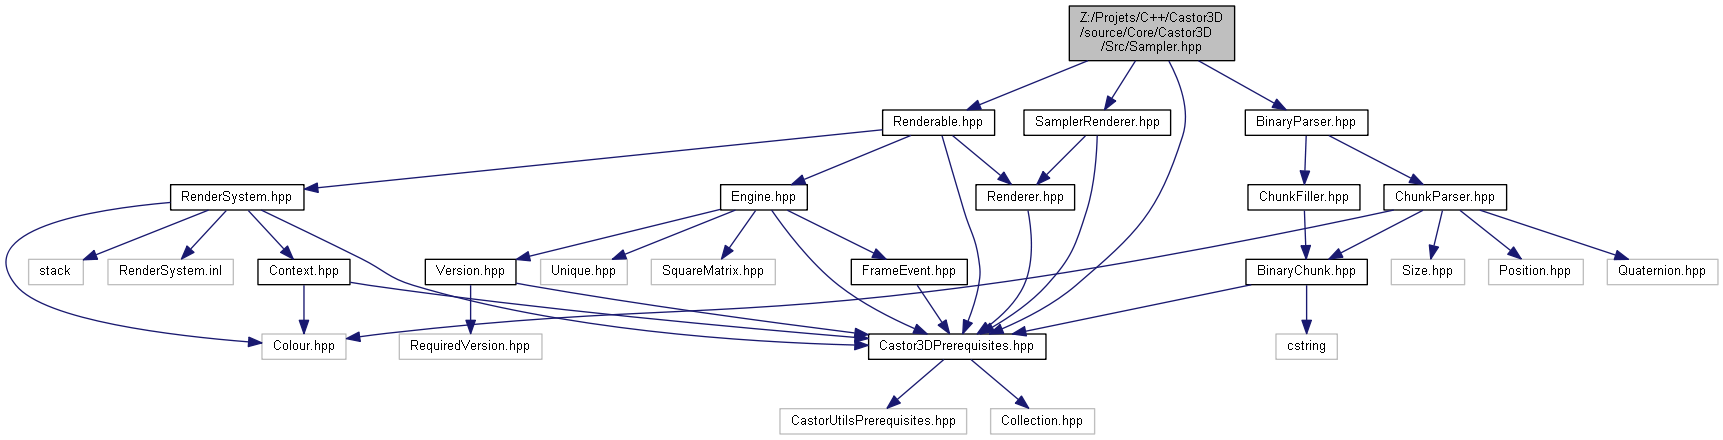 Z:/Projets/C++/Castor3D
/source/Core/Castor3D
/Src/Sampler.hpp
Renderable.hpp
SamplerRenderer.hpp
BinaryParser.hpp
RenderSystem.hpp
Engine.hpp
Renderer.hpp
ChunkFiller.hpp
ChunkParser.hpp
stack
RenderSystem.inl
Context.hpp
Version.hpp
Unique.hpp
SquareMatrix.hpp
FrameEvent.hpp
BinaryChunk.hpp
Size.hpp
Position.hpp
Quaternion.hpp
Colour.hpp
RequiredVersion.hpp
Castor3DPrerequisites.hpp
cstring
CastorUtilsPrerequisites.hpp
Collection.hpp